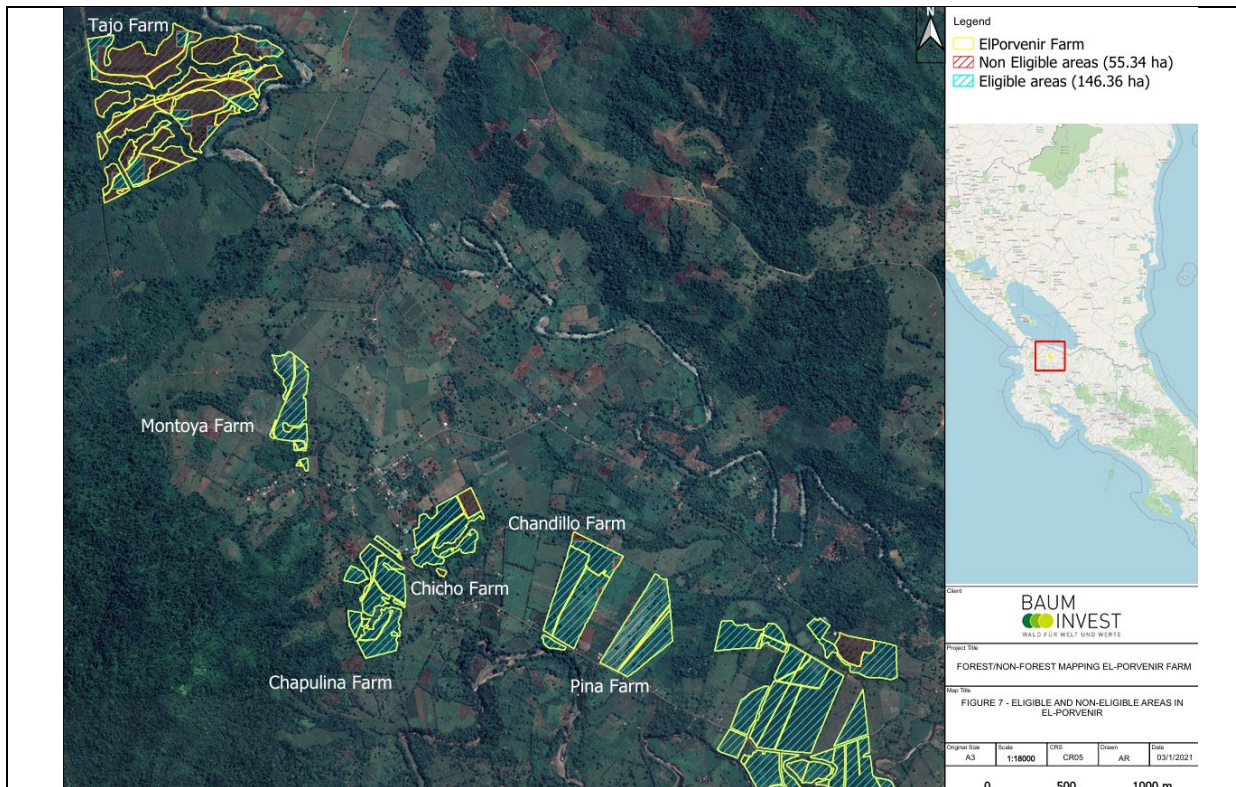 Tajo Farm
Montoya Farm
Chandillo Farm
Chicho Farm
Chapulina Farm
Pina Farm
N
Legend
ElPorvenir Farm
Non Eligible areas (55.34 ha)
Eligible areas (146.36 ha)
Client
BAUM
INVEST
WALD FÜR WELT UND WERTE
Project Title
FOREST/NON-FOREST MAPPING EL-PORVENIR FARM
Map Title
FIGURE 7 - ELIGIBLE AND NON-ELIGIBLE AREAS IN
EL-PORVENIR
Original Size Scale CRS Drawn Date
A3 1:18000 CR05 AR 03/1/2021
0 500 1000 m